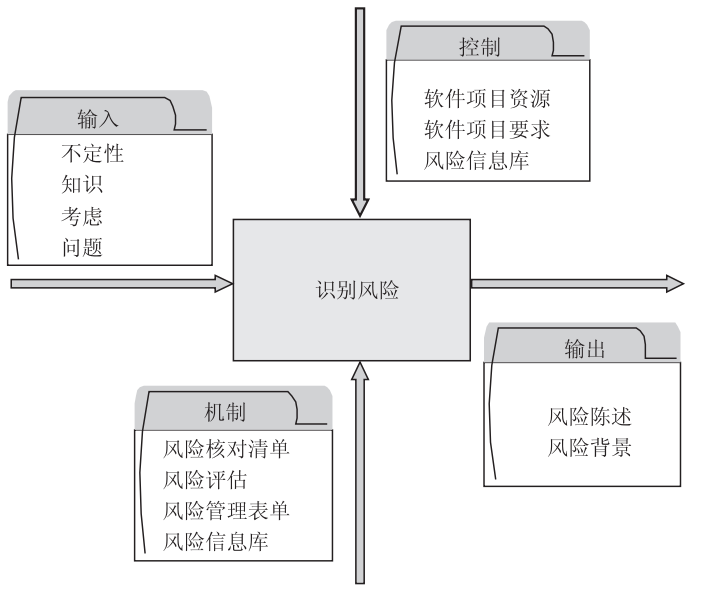 控制
软件项目资源
软件项目要求
风险信息库
输入
不定性
知识
考虑
问题
识别风险
输出
风险陈述
风险背景
机制
风险核对清单
风险评估
风险管理表单
风险信息库